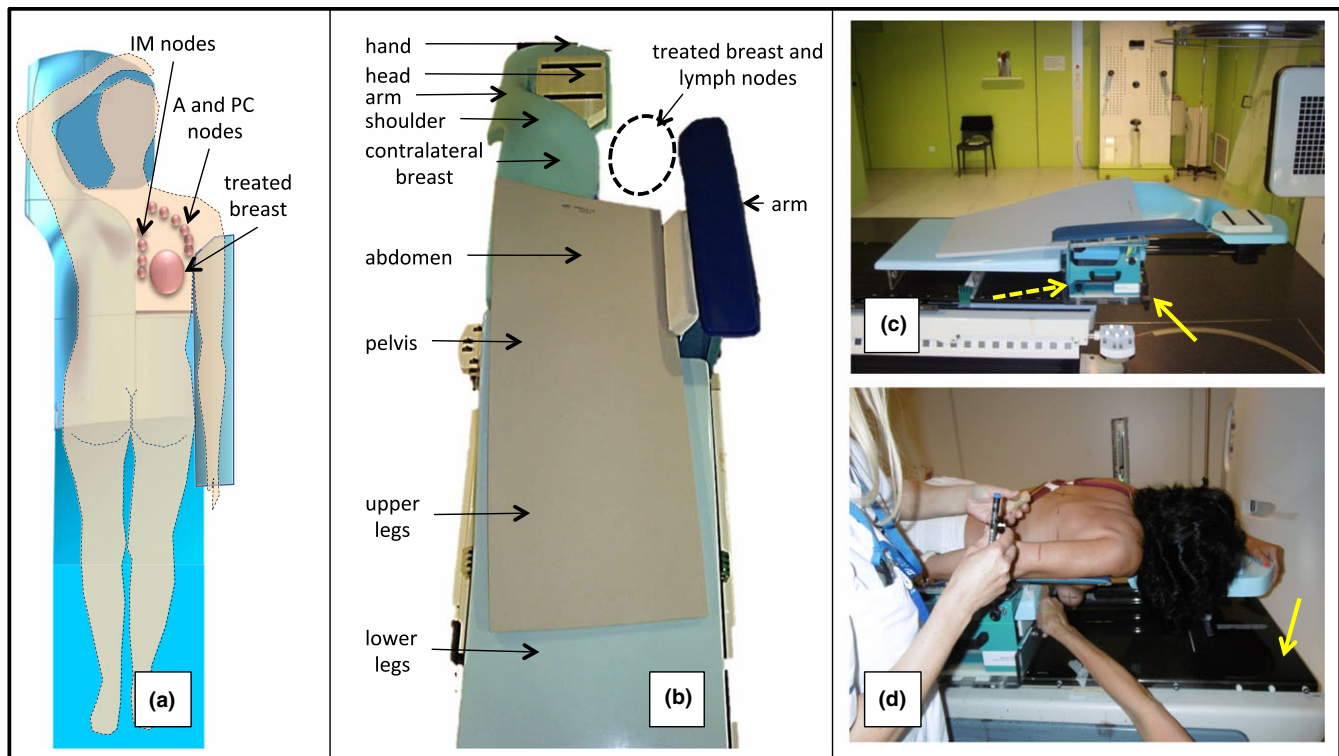 IM nodes
A and PC
nodes
treated
breast
(a)
hand
head
arm
shoulder
contralateral
breast
treated breast and
lymph nodes
arm
abdomen
pelvis
upper
legs
lower
legs
(b)
(c)
(d)